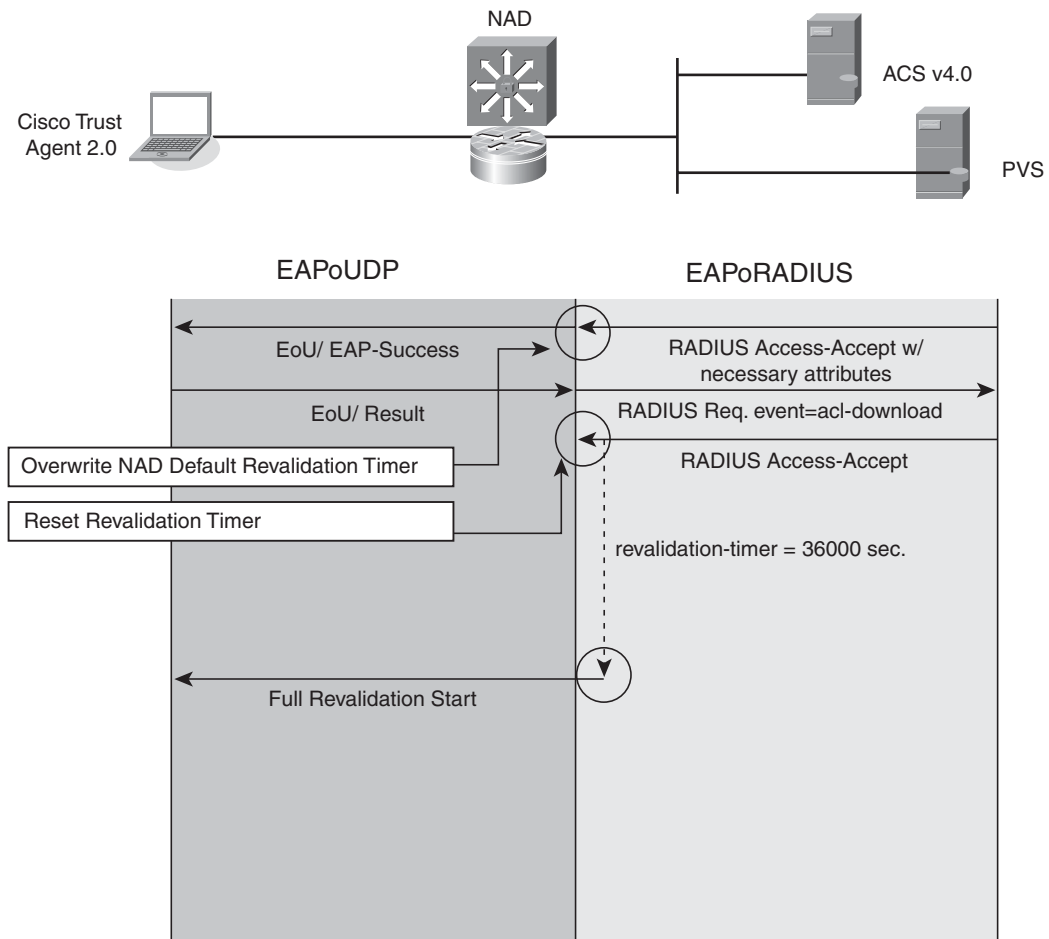 NAD
ACS v4.0
Cisco Trust
Agent 2.0
PVS
EAPoUDP
EAPoRADIUS
EoU/ EAP-Success
RADIUS Access-Accept w/
necessary attributes
EoU/ Result
RADIUS Req. event=acl-download
Overwrite NAD Default Revalidation Timer
RADIUS Access-Accept
Reset Revalidation Timer
revalidation-timer = 36000 sec.
Full Revalidation Start